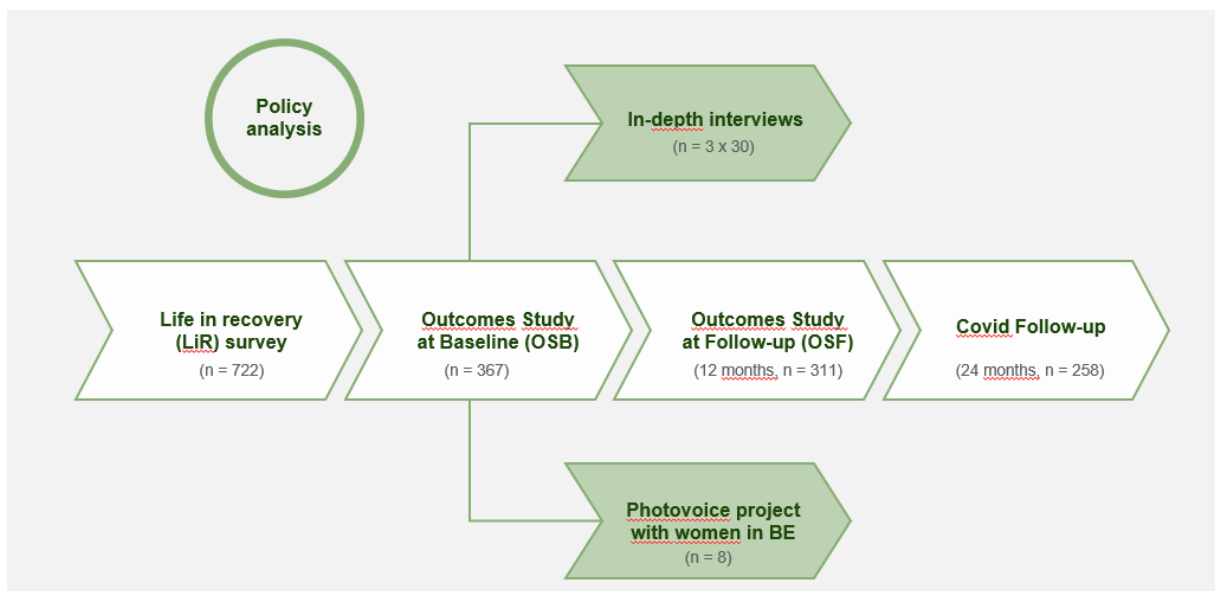 Policy
analysis
In-depth interviews
(n = 3 x 30)
Life in recovery
(LiR) survey
(n = 722)
Outcomes Study
at Baseline (OSB)
(n = 367)
Outcomes Study
at Follow-up (OSF)
(12 months, n = 311)
Covid Follow-up
(24 months, n = 258)
Photovoice project
with women in BE
(n = 8)